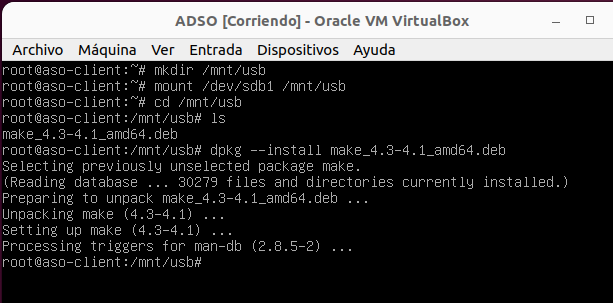 ADSO [Corriendo] - Oracle VM VirtualBox
Archivo Máquina Ver Entrada Dispositivos Ayuda
root@aso-client:~# mkdir /mnt/usb
root@aso-client:~# mount /dev/sdb1 /mnt/usb
root@aso-client:~# cd /mnt/usb
root@aso-client:/mnt/usb# ls
make_4.3-4.1_amd64.deb
root@aso-client:/mnt/usb# dpkg --install make_4.3-4.1_amd64.deb
Selecting previously unselected package make.
(Reading database ... 30279 files and directories currently installed.)
Preparing to unpack make_4.3-4.1_amd64.deb ...
Unpacking make (4.3-4.1) ...
Setting up make (4.3-4.1) ...
Processing triggers for man-db (2.8.5-2) ...
root@aso-client:/mnt/usb#